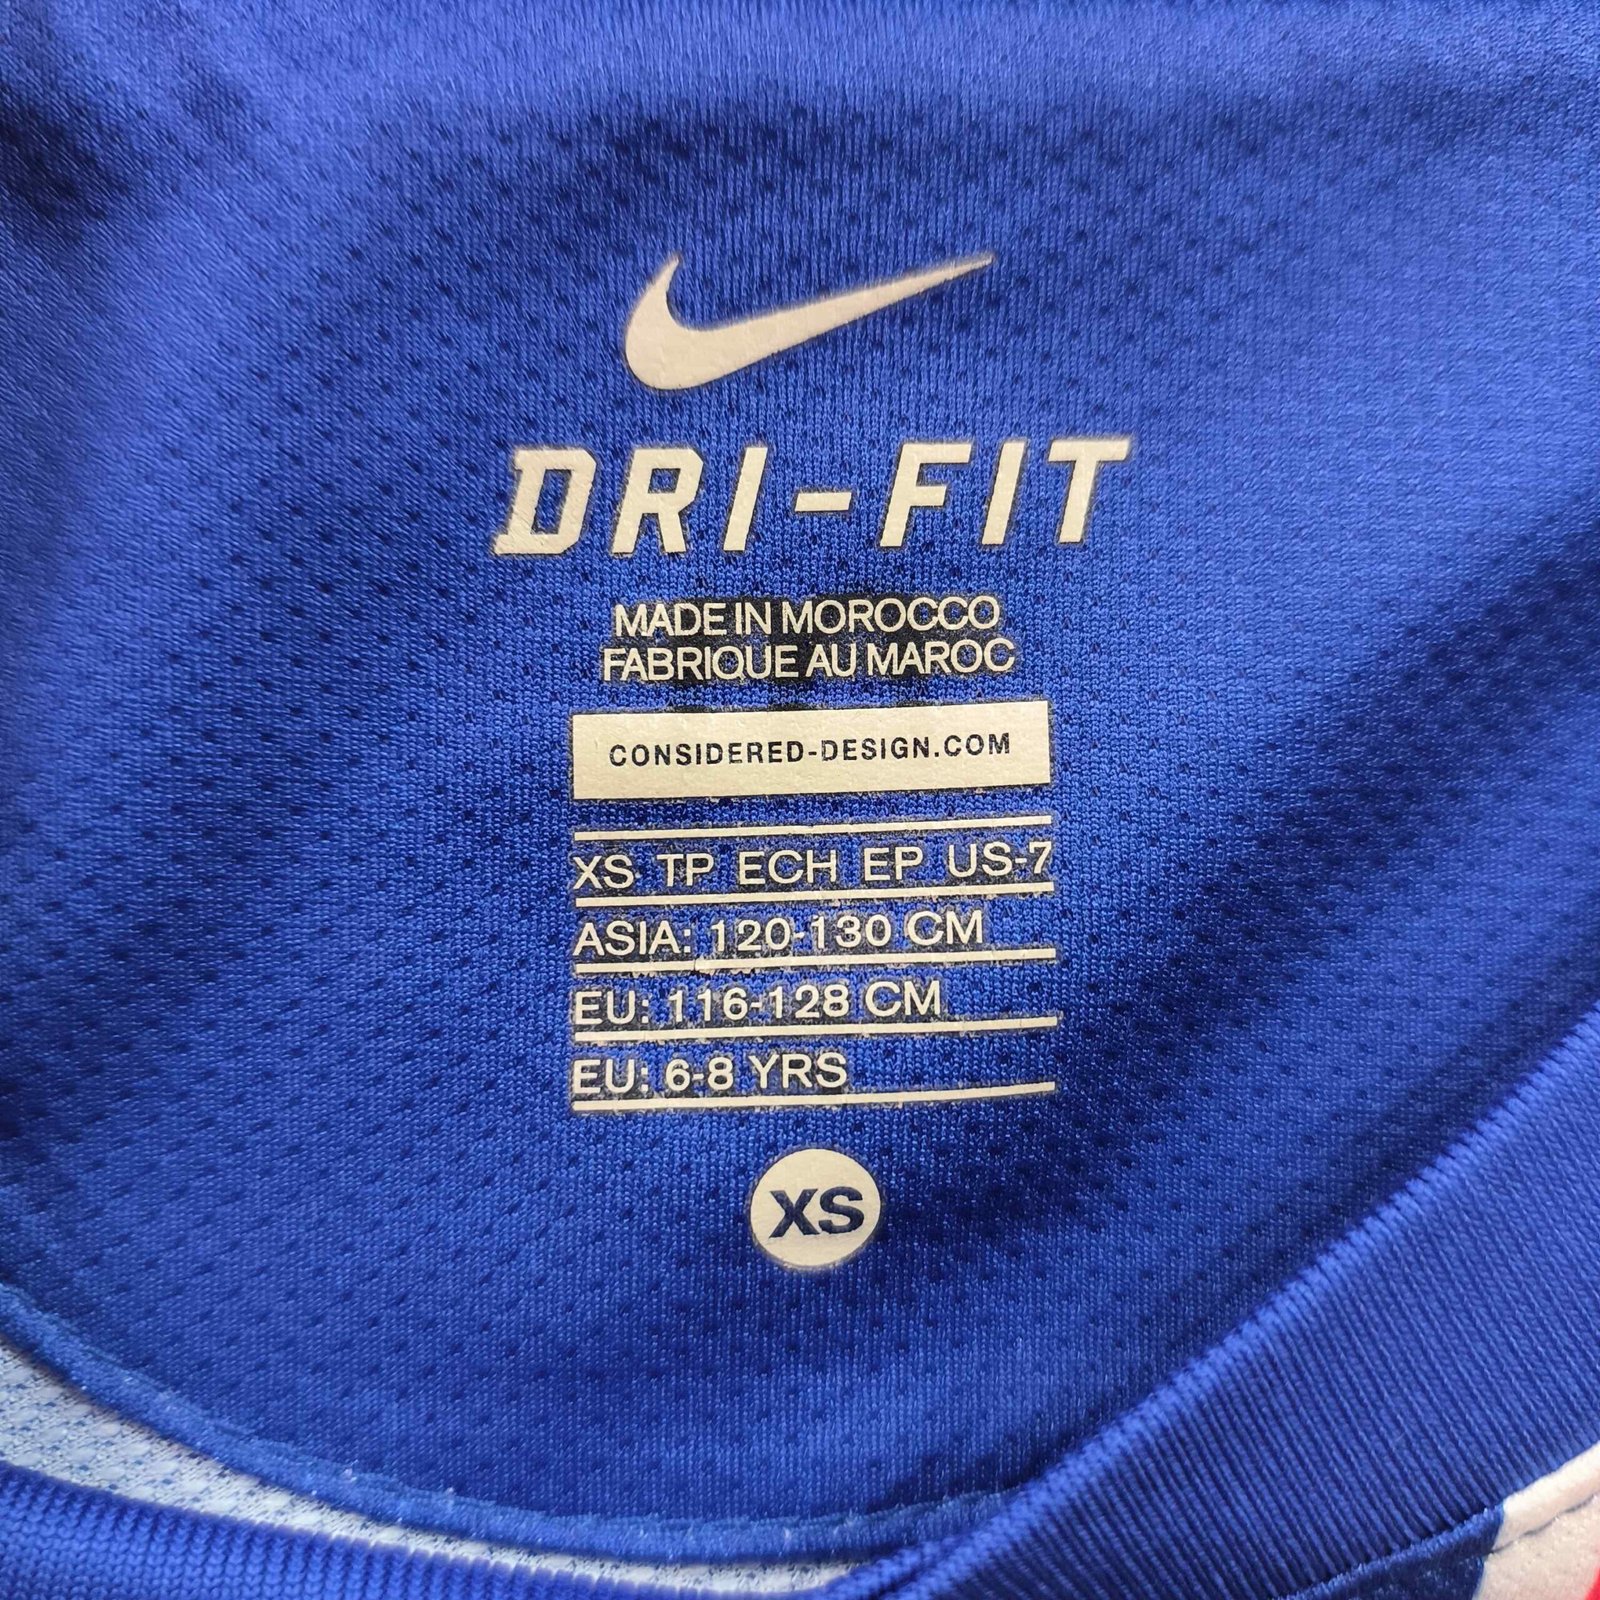 DRI-FIT
MADE IN MOROCCO
FABRIQUE AU MAROC
CONSIDERED-DESIGN.COM
XS TP ECH EP US-7
ASIA: 120-130 CM
EU: 116-128 CM
EU: 6-8 YRS
XS